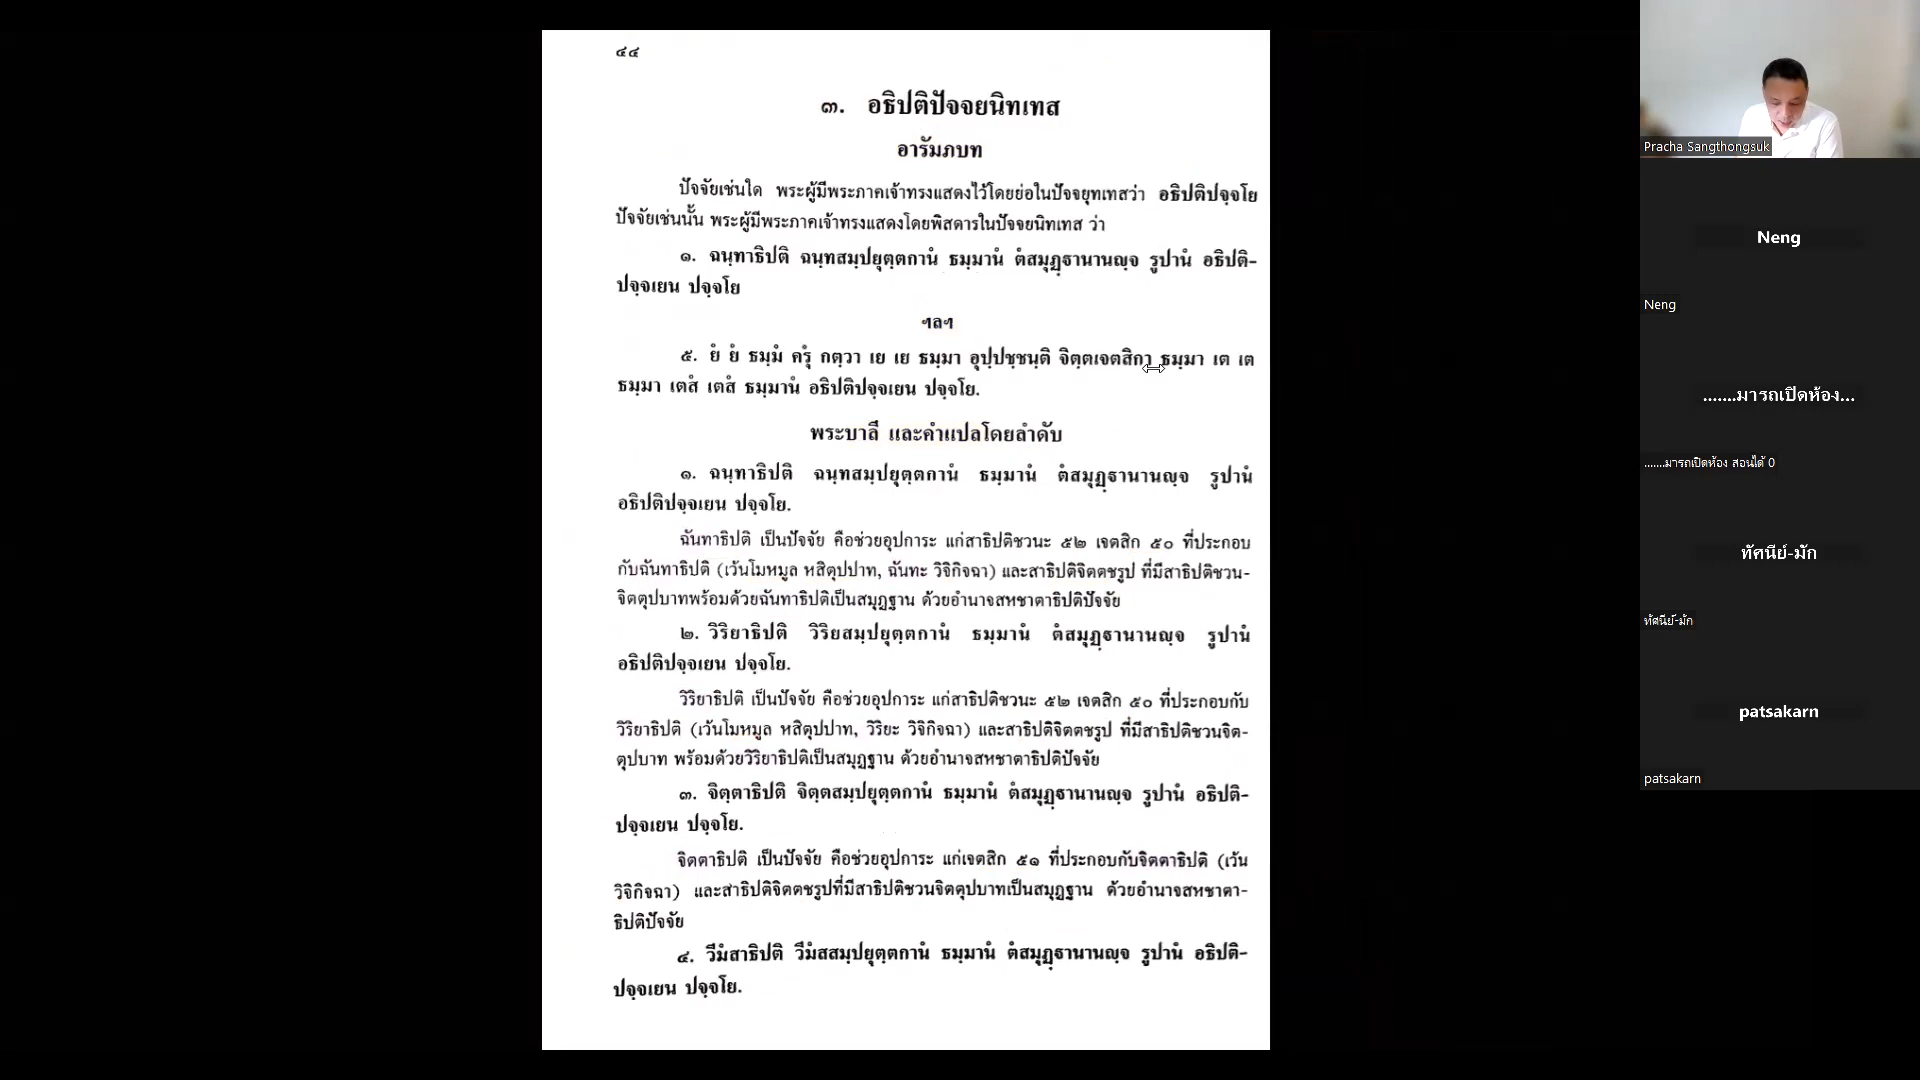 ๔๔
๓. อธิปติปัจจยนิทเทส
อารัมภบท
ปัจจัยเช่นใด พระผู้มีพระภาคเจ้าทรงแสดงไว้โดยย่อในปัจจยุทเทสว่า อธิปติปจฺจโย
ปัจจัยเช่นนั้น พระผู้มีพระภาคเจ้าทรงแสดงโดยพิสดารในปัจจยนิทเทส ว่า
๑. ฉนฺทาธิปติ ฉนฺทสมฺปยุตฺตกานํ ธมฺมานํ ตํสมุฏฺฐานานญฺจ รูปานํ อธิปติ-
ปจฺจเยน ปจฺจโย
ฯลฯ
๕. ยํ ยํ ธมฺมํ ครุํ กตฺวา เย เย ธมฺมา อุปฺปชฺชนฺติ จิตฺตเจตสิกา ธมฺมา เต เต
ธมฺมา เตสํ เตสํ ธมฺมานํ อธิปติปจฺจเยน ปจฺจโย.
พระบาลี และคำแปลโดยลำดับ
๑. ฉนฺทาธิปติ ฉนฺทสมฺปยุตฺตกานํ ธมฺมานํ ตํสมุฏฺฐานานญฺจ รูปานํ
อธิปติปจฺจเยน ปจฺจโย.
ฉันทาธิปติ เป็นปัจจัย คือช่วยอุปการะ แก่สาธิปติชวนะ ๕๒ เจตสิก ๕๐ ที่ประกอบ
กับฉันทาธิปติ (เว้นโมหมูล หสิตุปปาท, ฉันทะ วิจิกิจฉา) และสาธิปติจิตตชรูป ที่มีสาธิปติชวน-
จิตตุปบาทพร้อมด้วยฉันทาธิปติเป็นสมุฏฐาน ด้วยอำนาจสหชาตาธิปติปัจจัย
๒. วิริยาธิปติ วิริยสมฺปยุตฺตกานํ ธมฺมานํ ตํสมุฏฺฐานานญฺจ รูปานํ
อธิปติปจฺจเยน ปจฺจโย.
วิริยาธิปติ เป็นปัจจัย คือช่วยอุปการะ แก่สาธิปติชวนะ ๕๒ เจตสิก ๕๐ ที่ประกอบกับ
วิริยาธิปติ (เว้นโมหมูล หสิตุปปาท, วิริยะ วิจิกิจฉา) และสาธิปติจิตตชรูป ที่มีสาธิปติชวนจิต-
ตุปบาท พร้อมด้วยวิริยาธิปติเป็นสมุฏฐาน ด้วยอำนาจสหชาตาธิปติปัจจัย
๓. จิตฺตาธิปติ จิตฺตสมฺปยุตฺตกานํ ธมฺมานํ ตํสมุฏฺฐานานญฺจ รูปานํ อธิปติ-
ปจฺจเยน ปจฺจโย.
จิตตาธิปติ เป็นปัจจัย คือช่วยอุปการะ แก่เจตสิก ๕๑ ที่ประกอบกับจิตตาธิปติ (เว้น
วิจิกิจฉา) และสาธิปติจิตตชรูปที่มีสาธิปติชวนจิตตุปบาทเป็นสมุฏฐาน ด้วยอำนาจสหชาตา-
ธิปติปัจจัย
๔. วีมํสาธิปติ วีมํสสมฺปยุตฺตกานํ ธมฺมานํ ตํสมุฏฺฐานานญฺจ รูปานํ อธิปติ-
ปจฺจเยน ปจฺจโย.
Pracha Sangthongsuk
Neng
Neng
.......มารถเปิดห้อง...
.......มารถเปิดห้อง สอนได้ 0
ทัศนีย์-มัก
ทัศนีย์-มัก
patsakarn
patsakarn